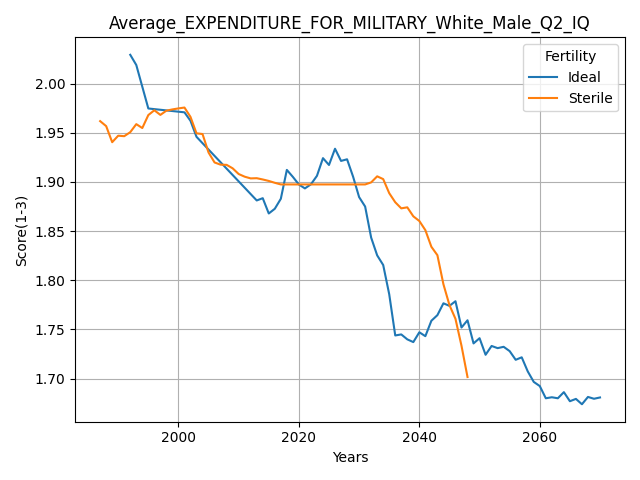 Average_EXPENDITURE_FOR_MILITARY_White_Male_Q2_IQ
Fertility
Ideal
Sterile
2.00
1.95
1.90
1.85
1.80
1.75
1.70
Score(1-3)
2000
2020
2040
2060
Years